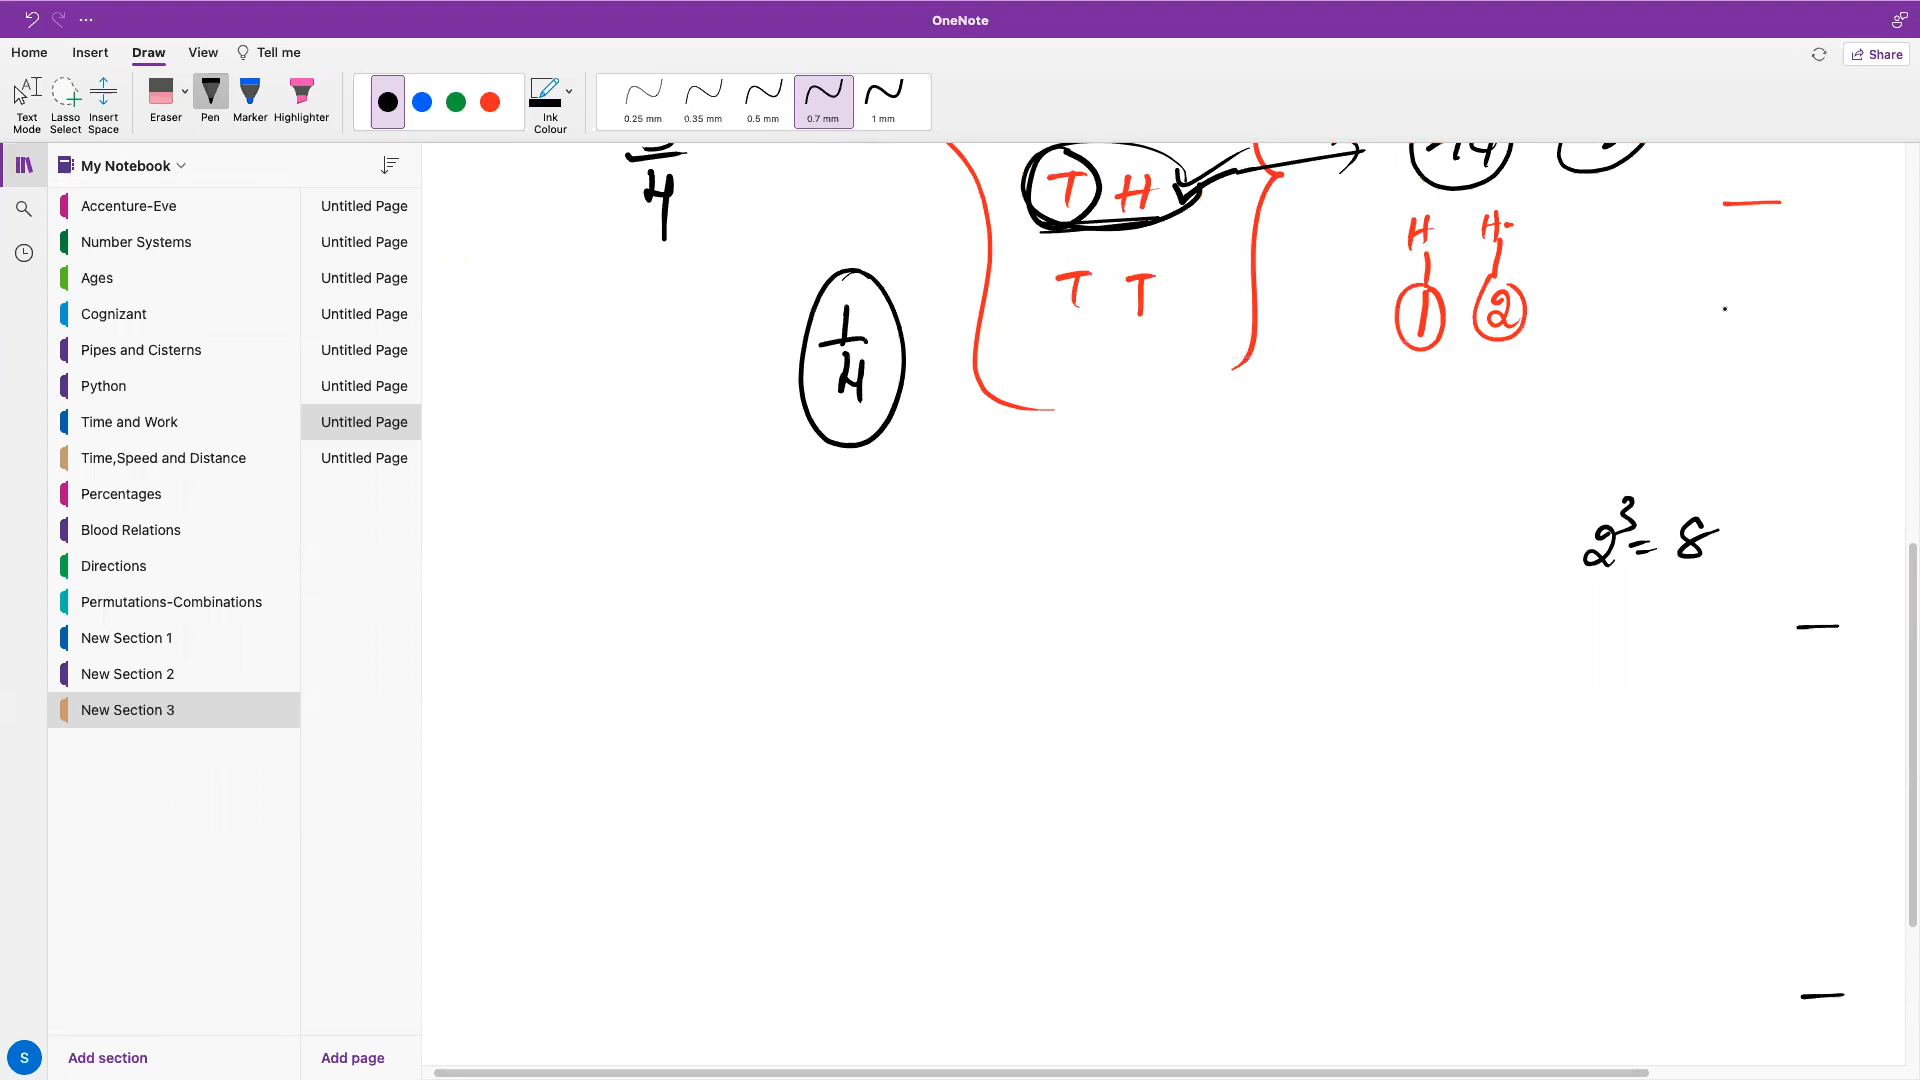 OneNote
Home Insert Draw View Tell me Share
Text Mode Lasso Select Insert Space Eraser Pen Marker Highlighter Ink Colour 0.25 mm 0.35 mm 0.5 mm 0.7 mm 1 mm
My Notebook
Accenture-Eve Untitled Page
Number Systems Untitled Page
Ages Untitled Page
Cognizant Untitled Page
Pipes and Cisterns Untitled Page
Python Untitled Page
Time and Work Untitled Page
Time,Speed and Distance Untitled Page
Percentages
Blood Relations
Directions
Permutations-Combinations
New Section 1
New Section 2
New Section 3
Add section Add page
S
4
T H
T T
1/4
H H
1 2
2³ = 8